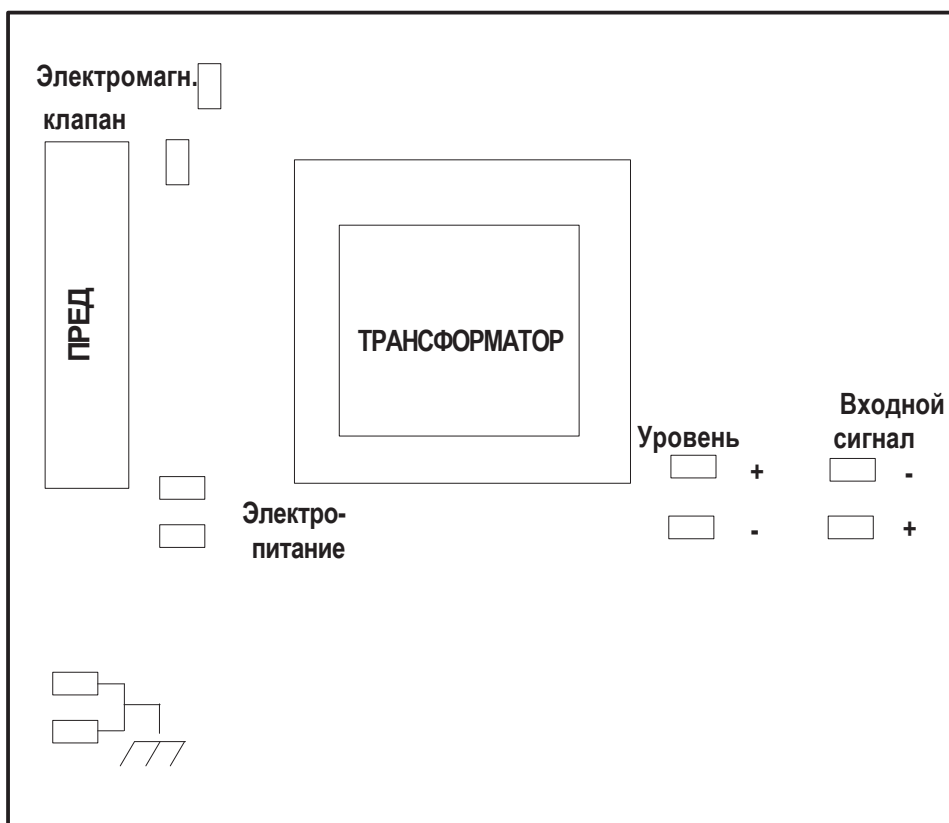 Электромагн.
клапан
ПРЕД
ТРАНСФОРМАТОР
Входной
сигнал
Уровень
+
-
-
+
Электро-
питание